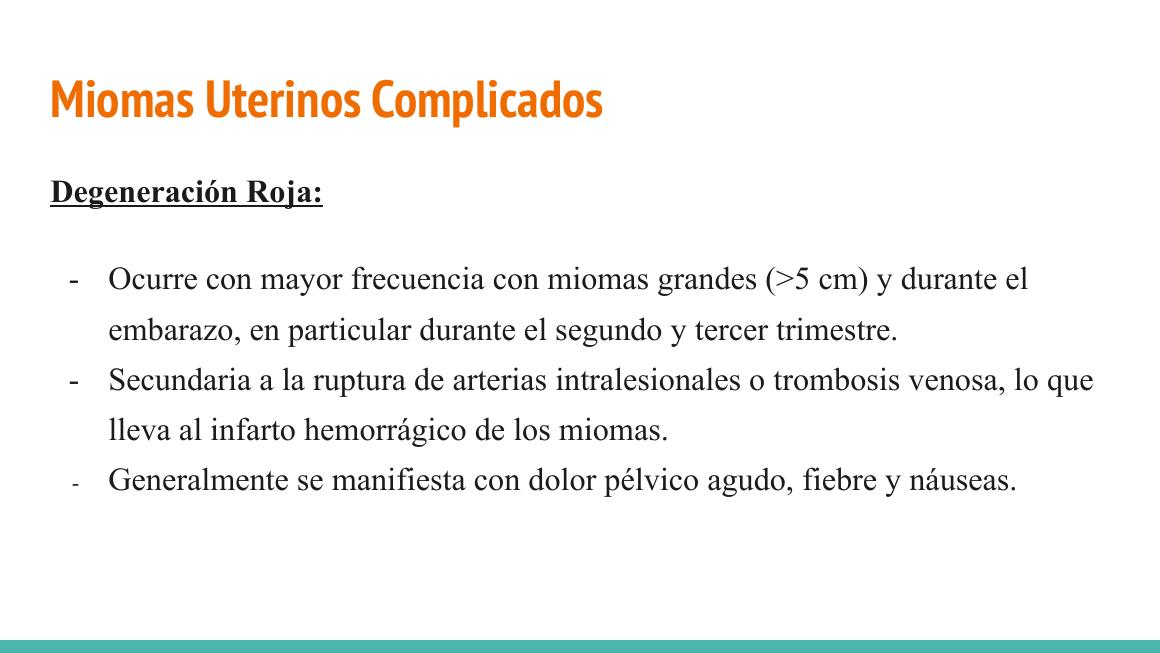 Miomas Uterinos Complicados
Degeneración Roja:
- Ocurre con mayor frecuencia con miomas grandes (>5 cm) y durante el
embarazo, en particular durante el segundo y tercer trimestre.
- Secundaria a la ruptura de arterias intralesionales o trombosis venosa, lo que
lleva al infarto hemorrágico de los miomas.
- Generalmente se manifiesta con dolor pélvico agudo, fiebre y náuseas.